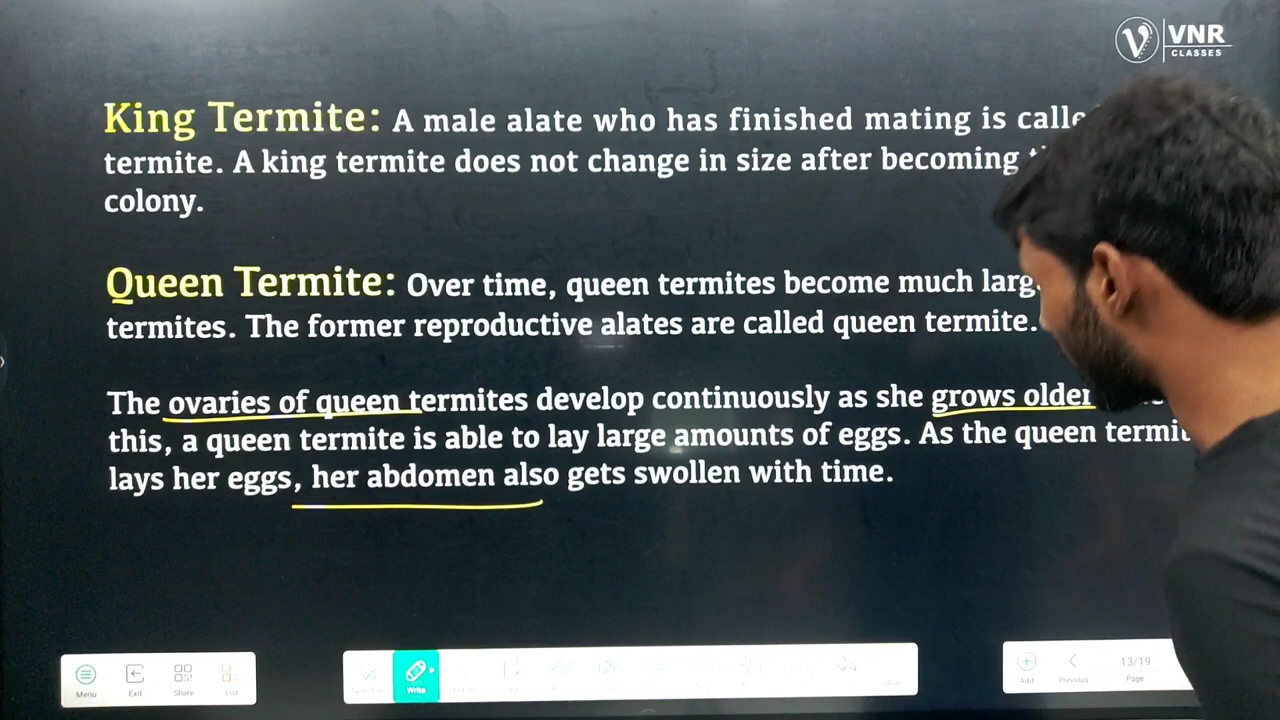 VNR
CLASSES
King Termite: A male alate who has finished mating is
termite. A king termite does not change in size after becoming
colony.
Queen Termite: Over time, queen termites become much
termites. The former reproductive alates are called queen termite.
The ovaries of queen termites develop continuously as she grows older
this, a queen termite is able to lay large amounts of eggs. As the queen
lays her eggs, her abdomen also gets swollen with time.
Menu Exit Share List Write Add Previous 13/19 Page